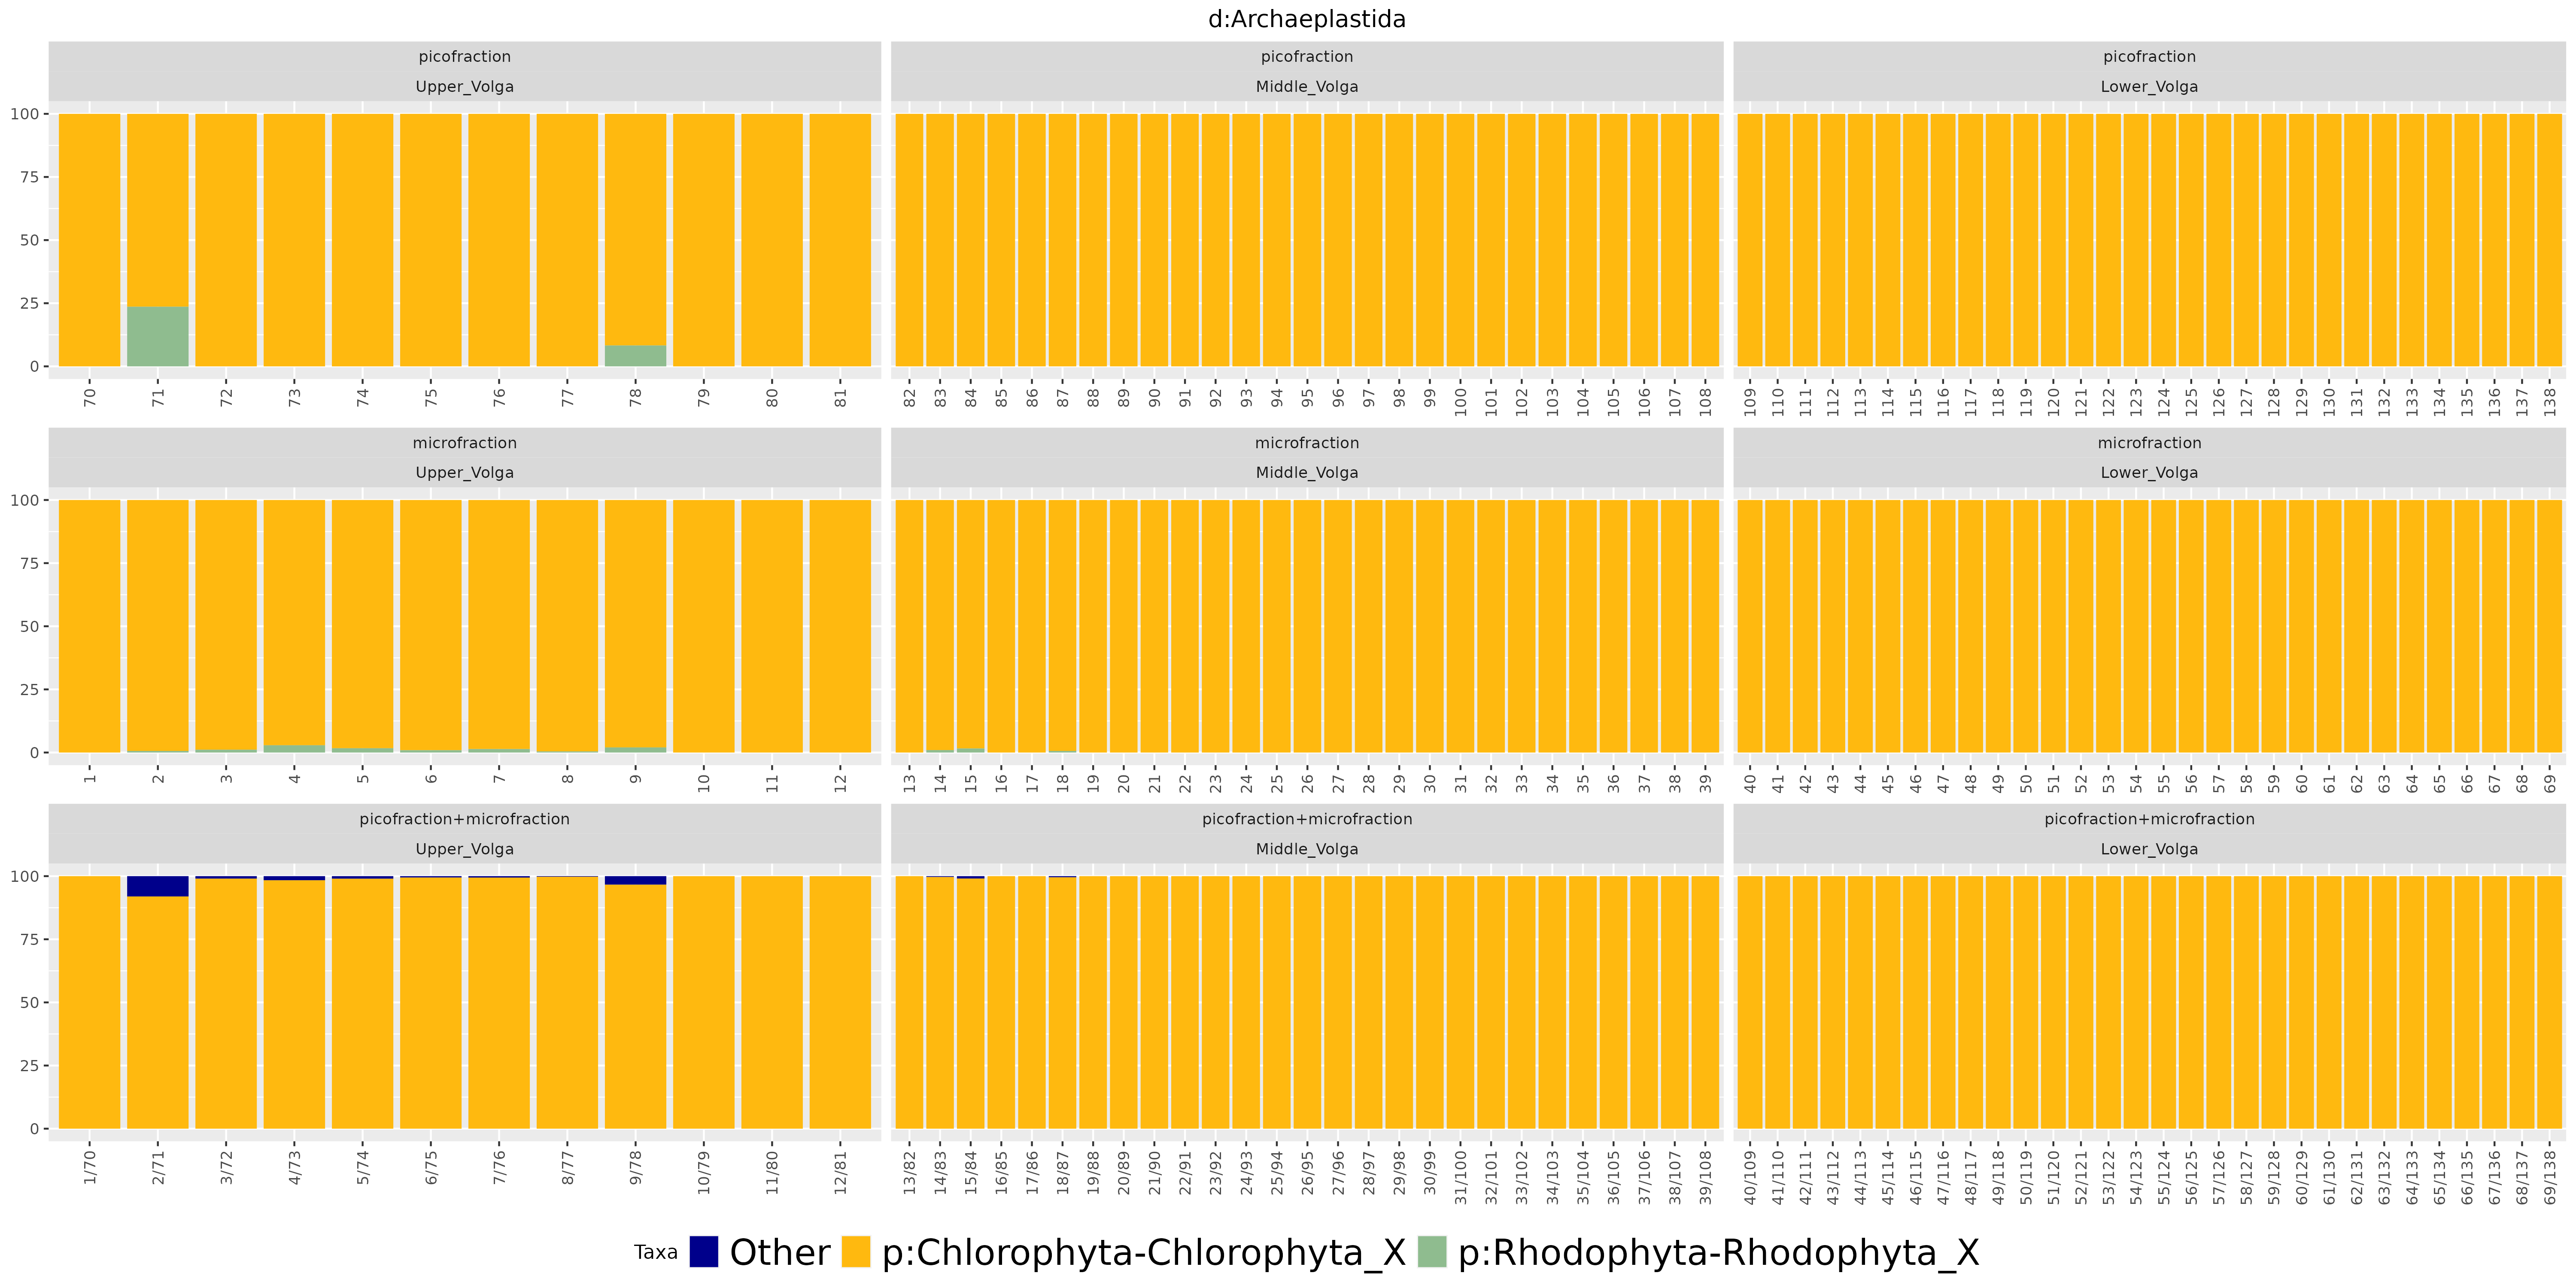 d:Archaeplastida
picofraction picofraction picofraction
Upper_Volga Middle_Volga Lower_Volga
100
75
50
25
0
70 71 72 73 74 75 76 77 78 79 80 81 82 83 84 85 86 87 88 89 90 91 92 93 94 95 96 97 98 99 100 101 102 103 104 105 106 107 108 109 110 111 112 113 114 115 116 117 118 119 120 121 122 123 124 125 126 127 128 129 130 131 132 133 134 135 136 137 138
microfraction microfraction microfraction
Upper_Volga Middle_Volga Lower_Volga
100
75
50
25
0
1 2 3 4 5 6 7 8 9 10 11 12 13 14 15 16 17 18 19 20 21 22 23 24 25 26 27 28 29 30 31 32 33 34 35 36 37 38 39 40 41 42 43 44 45 46 47 48 49 50 51 52 53 54 55 56 57 58 59 60 61 62 63 64 65 66 67 68 69
picofraction+microfraction picofraction+microfraction picofraction+microfraction
Upper_Volga Middle_Volga Lower_Volga
100
75
50
25
0
1/70 2/71 3/72 4/73 5/74 6/75 7/76 8/77 9/78 10/79 11/80 12/81 13/82 14/83 15/84 16/85 17/86 18/87 19/88 20/89 21/90 22/91 23/92 24/93 25/94 26/95 27/96 28/97 29/98 30/99 31/100 32/101 33/102 34/103 35/104 36/105 37/106 38/107 39/108 40/109 41/110 42/111 43/112 44/113 45/114 46/115 47/116 48/117 49/118 50/119 51/120 52/121 53/122 54/123 55/124 56/125 57/126 58/127 59/128 60/129 61/130 62/131 63/132 64/133 65/134 66/135 67/136 68/137 69/138
Taxa Other p:Chlorophyta-Chlorophyta_X p:Rhodophyta-Rhodophyta_X